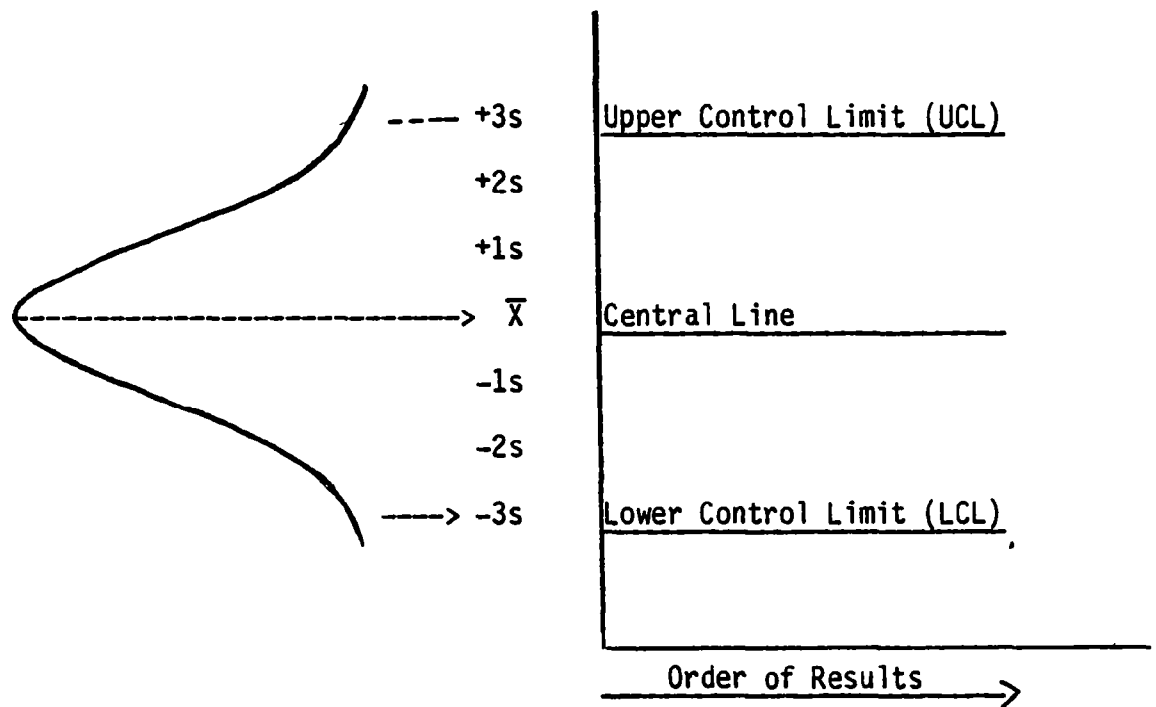 +3s
Upper Control Limit (UCL)
+2s
+1s
X̅
Central Line
-1s
-2s
-3s
Lower Control Limit (LCL)
Order of Results